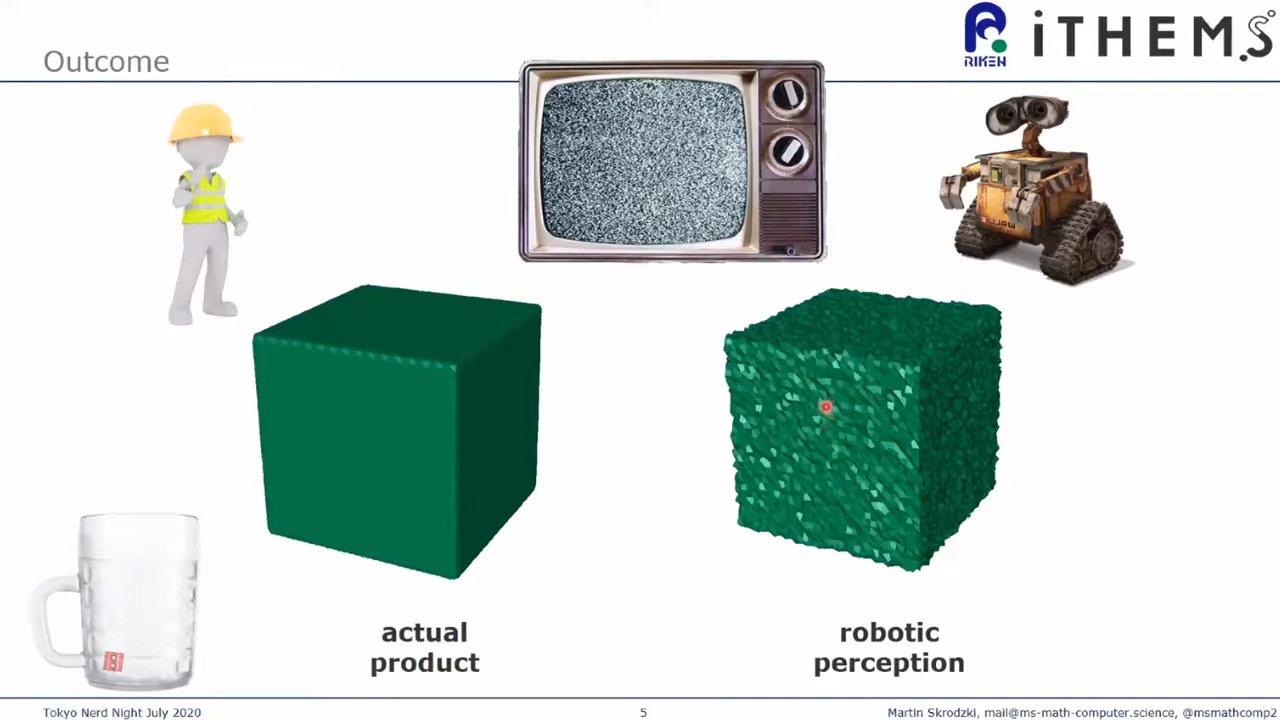 Outcome
RIKEN
iTHEMS
actual
product
robotic
perception
Tokyo Nerd Night July 2020
5
Martin Skrodzki, mail@ms-math-computer.science, @msmathcomp2